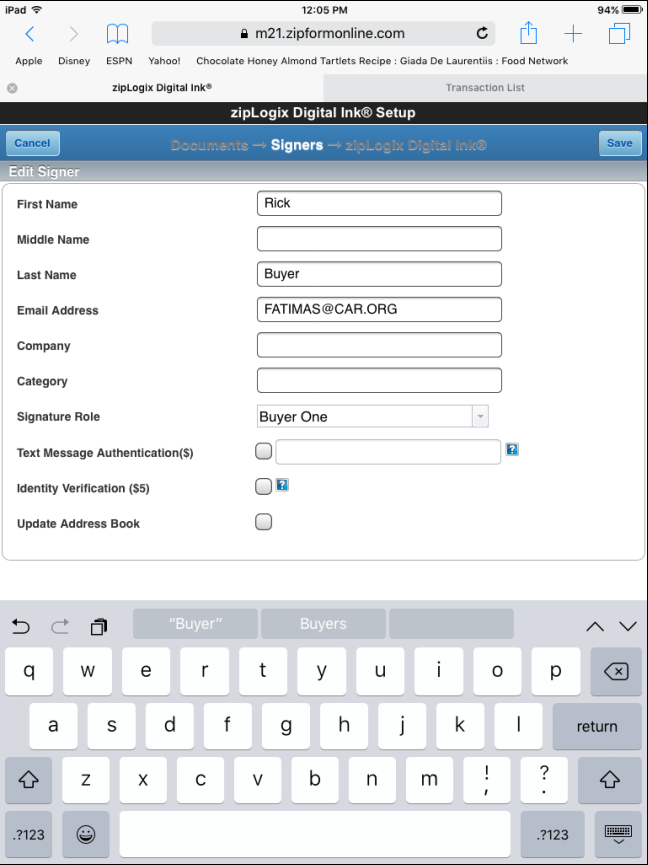 iPad 12:05 PM 94%
m21.zipformonline.com
Apple Disney ESPN Yahoo! Chocolate Honey Almond Tartlets Recipe : Giada De Laurentiis : Food Network
zipLogix Digital Ink® Transaction List
zipLogix Digital Ink® Setup
Cancel Documents → Signers → zipLogix Digital Ink® Save
Edit Signer
First Name Rick
Middle Name
Last Name Buyer
Email Address FATIMAS@CAR.ORG
Company
Category
Signature Role Buyer One
Text Message Authentication($) ?
Identity Verification ($5) ?
Update Address Book
“Buyer” Buyers
q w e r t y u i o p
a s d f g h j k l return
z x c v b n m ! , ? .
.?123 .?123